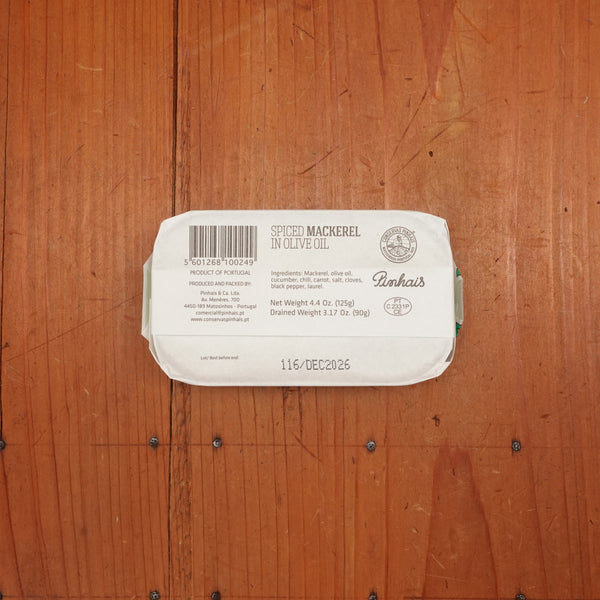 5 601268 100249
PRODUCT OF PORTUGAL
PRODUCED AND PACKED BY:
Pinhais & Ca. Lda.
Av. Menéres, 700
4450-189 Matosinhos - Portugal
comercial@pinhais.pt
www.conservaspinhais.pt
SPICED MACKEREL
IN OLIVE OIL
Ingredients: Mackerel, olive oil,
cucumber, chili, carrot, salt, cloves,
black pepper, laurel.
Net Weight 4.4 Oz. (125g)
Drained Weight 3.17 Oz. (90g)
CONSERVAS PINHAIS
Pinhais
PT
C 2331P
CE
Lot/ Best before end:
116/DEC2026